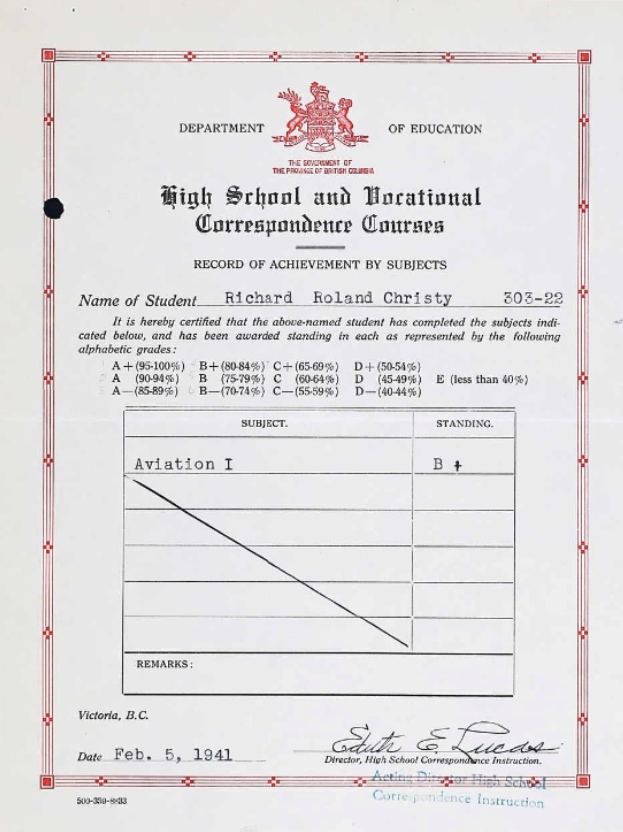 DEPARTMENT OF EDUCATION
THE GOVERNMENT OF
THE PROVINCE OF BRITISH COLUMBIA
High School and Vocational
Correspondence Courses
RECORD OF ACHIEVEMENT BY SUBJECTS
Name of Student Richard Roland Christy 303-22
It is hereby certified that the above-named student has completed the subjects indi-
cated below, and has been awarded standing in each as represented by the following
alphabetic grades:
A+(95-100%) B+(80-84%) C+(65-69%) D+(50-54%)
A (90-94%) B (75-79%) C (60-64%) D (45-49%) E (less than 40%)
A—(85-89%) B—(70-74%) C—(55-59%) D—(40-44%)
SUBJECT. STANDING.
Aviation I B +
REMARKS:
Victoria, B.C.
Edith E. Lucas
Date Feb. 5, 1941 Director, High School Correspondence Instruction.
Acting Director High School
Correspondence Instruction